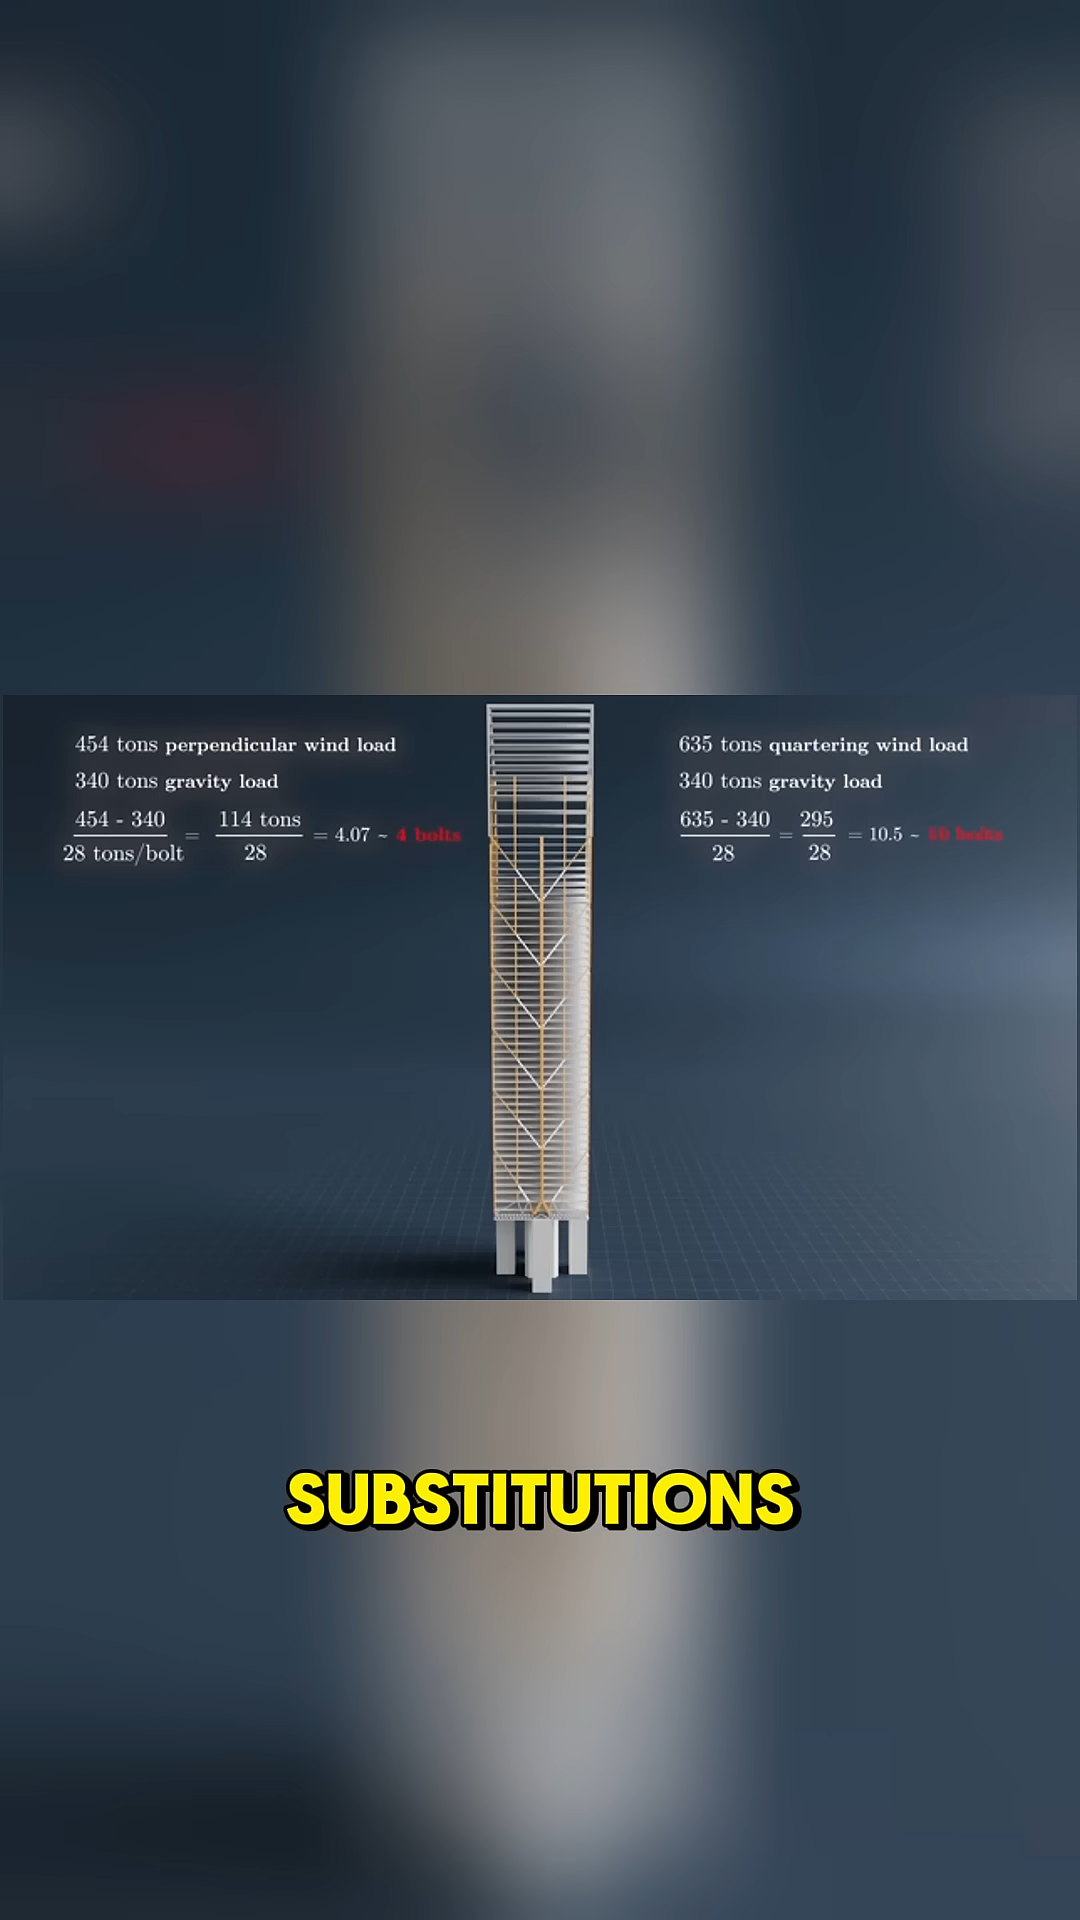 454 tons perpendicular wind load
340 tons gravity load
454 - 340 / 28 tons/bolt = 114 tons / 28 = 4.07 ~ 4 bolts
635 tons quartering wind load
340 tons gravity load
635 - 340 / 28 = 295 / 28 = 10.5 ~ 10 bolts
SUBSTITUTIONS